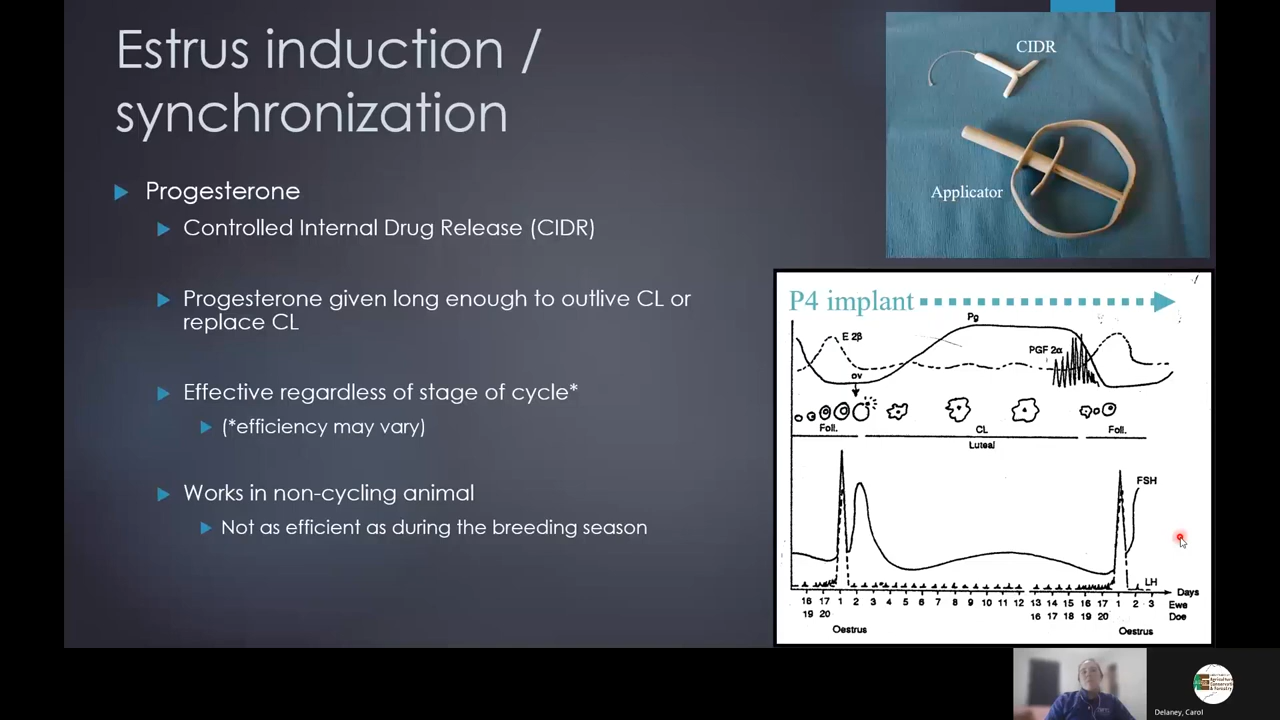 Estrus induction /
synchronization
Progesterone
Controlled Internal Drug Release (CIDR)
Progesterone given long enough to outlive CL or
replace CL
Effective regardless of stage of cycle*
(*efficiency may vary)
Works in non-cycling animal
Not as efficient as during the breeding season
CIDR
Applicator
P4 implant
Pg
E 2β
PGF 2α
ov
Foll.
CL
Foll.
Luteal
FSH
LH
Days
16 17 1 2 3 4 5 6 7 8 9 10 11 12 13 14 15 16 17 1 2 3 Ewe
19 20 16 17 18 19 20 Doe
Oestrus
Oestrus
Delaney, Carol